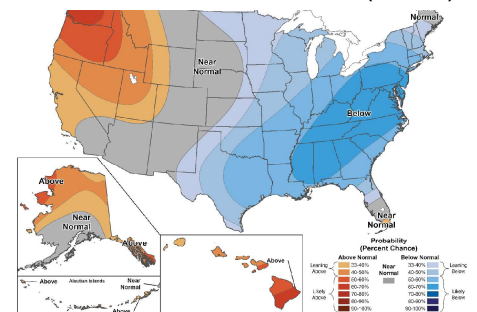 Normal
Near
Normal
Below
Above
Near
Normal
Above
Near
Normal
Above
Above
Aleutian Islands
Near
Normal
Above
Probability
(Percent Chance)
Above Normal
Below Normal
Leaning
Above
Likely
Above
33-40%
40-50%
50-60%
60-70%
70-80%
80-90%
90-100%
Near
Normal
33-40%
40-50%
50-60%
60-70%
70-80%
80-90%
90-100%
Leaning
Below
Likely
Below